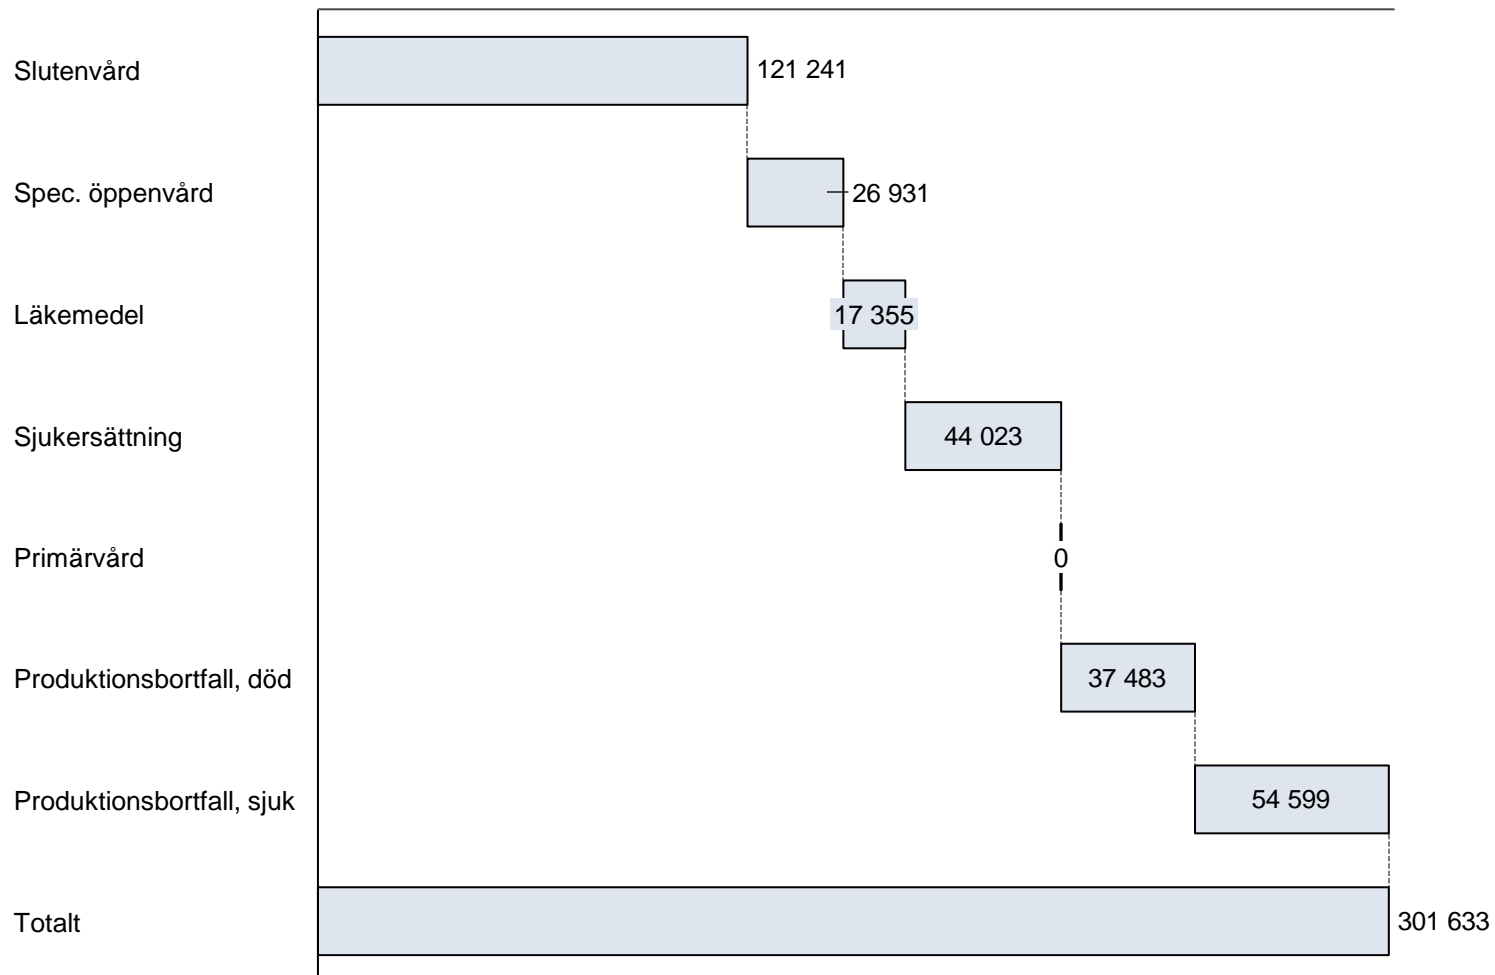 Slutenvård 121 241
Spec. öppenvård 26 931
Läkemedel 17 355
Sjukersättning 44 023
Primärvård 0
Produktionsbortfall, död 37 483
Produktionsbortfall, sjuk 54 599
Totalt 301 633